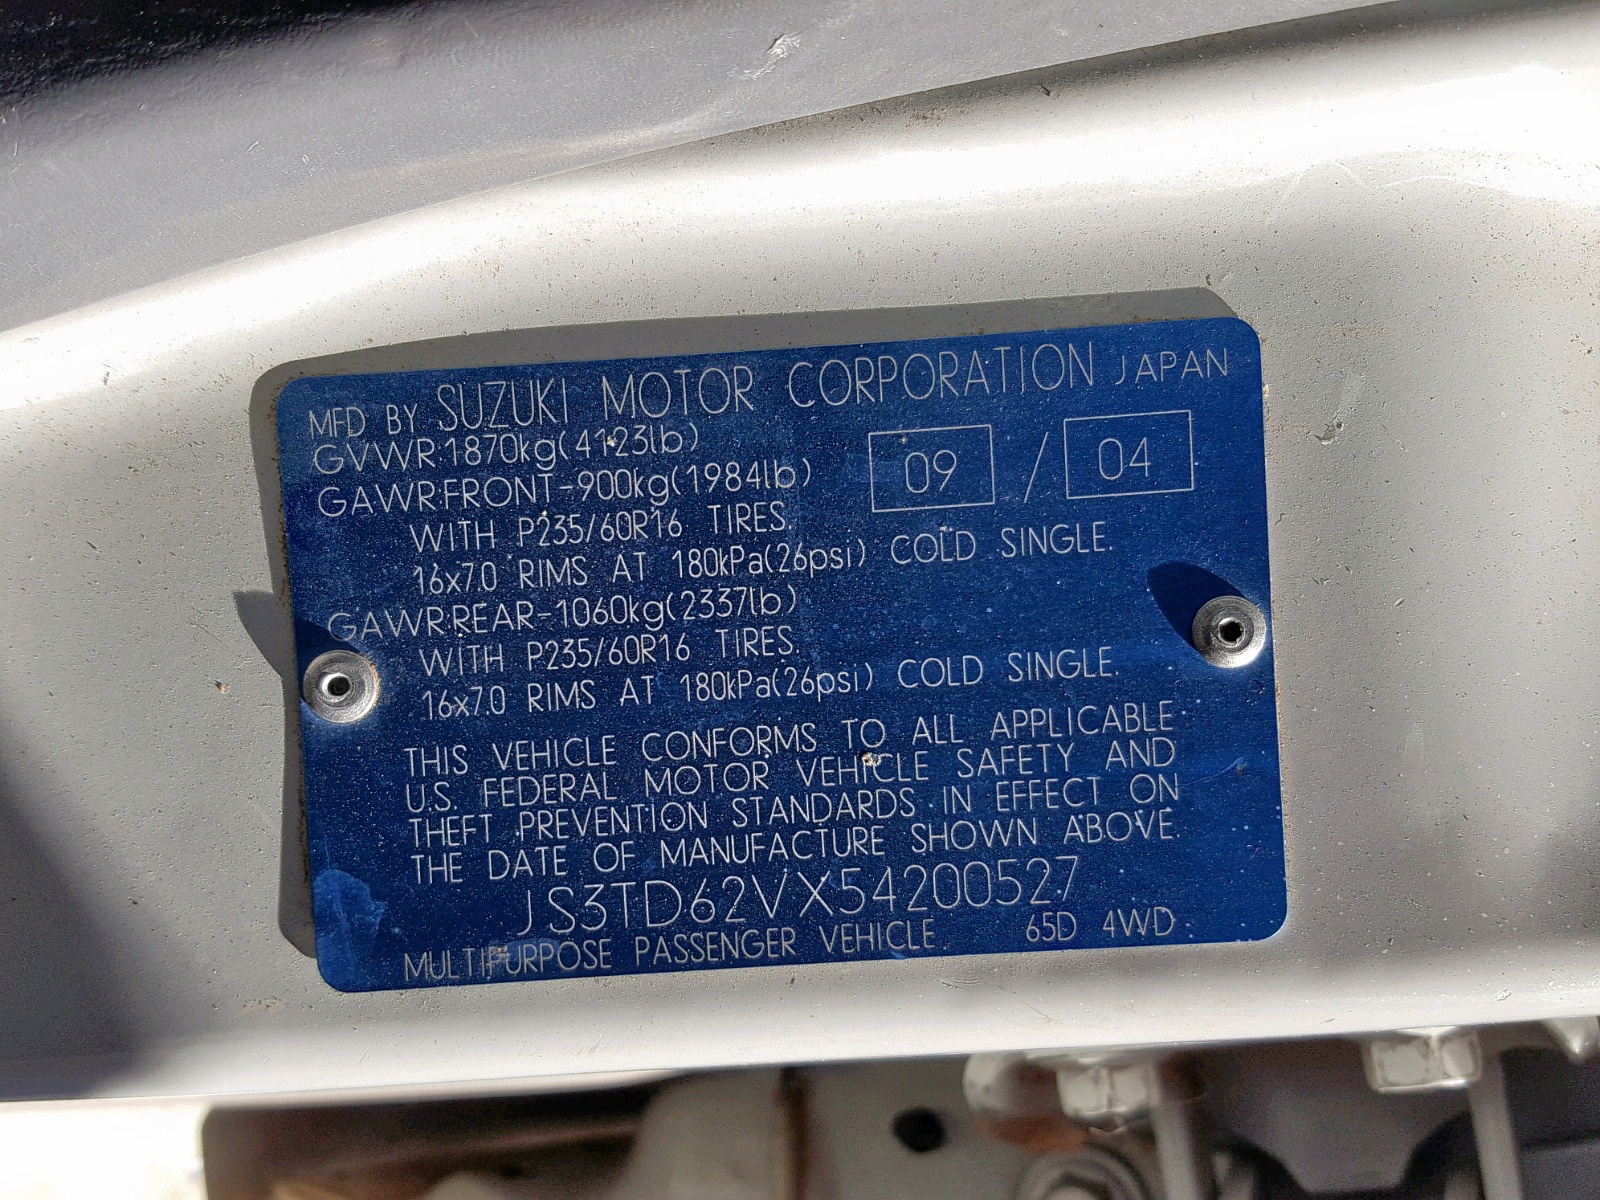 MFD BY SUZUKI MOTOR CORPORATION JAPAN
GVWR:1870kg(4123lb)
09 / 04
GAWR:FRONT-900kg(1984lb)
WITH P235/60R16 TIRES.
16x7.0 RIMS AT 180kPa(26psi) COLD SINGLE.
GAWR:REAR-1060kg(2337lb)
WITH P235/60R16 TIRES.
16x7.0 RIMS AT 180kPa(26psi) COLD SINGLE.
THIS VEHICLE CONFORMS TO ALL APPLICABLE
U.S. FEDERAL MOTOR VEHICLE SAFETY AND
THEFT PREVENTION STANDARDS IN EFFECT ON
THE DATE OF MANUFACTURE SHOWN ABOVE.
JS3TD62VX54200527
MULTIPURPOSE PASSENGER VEHICLE 65D 4WD